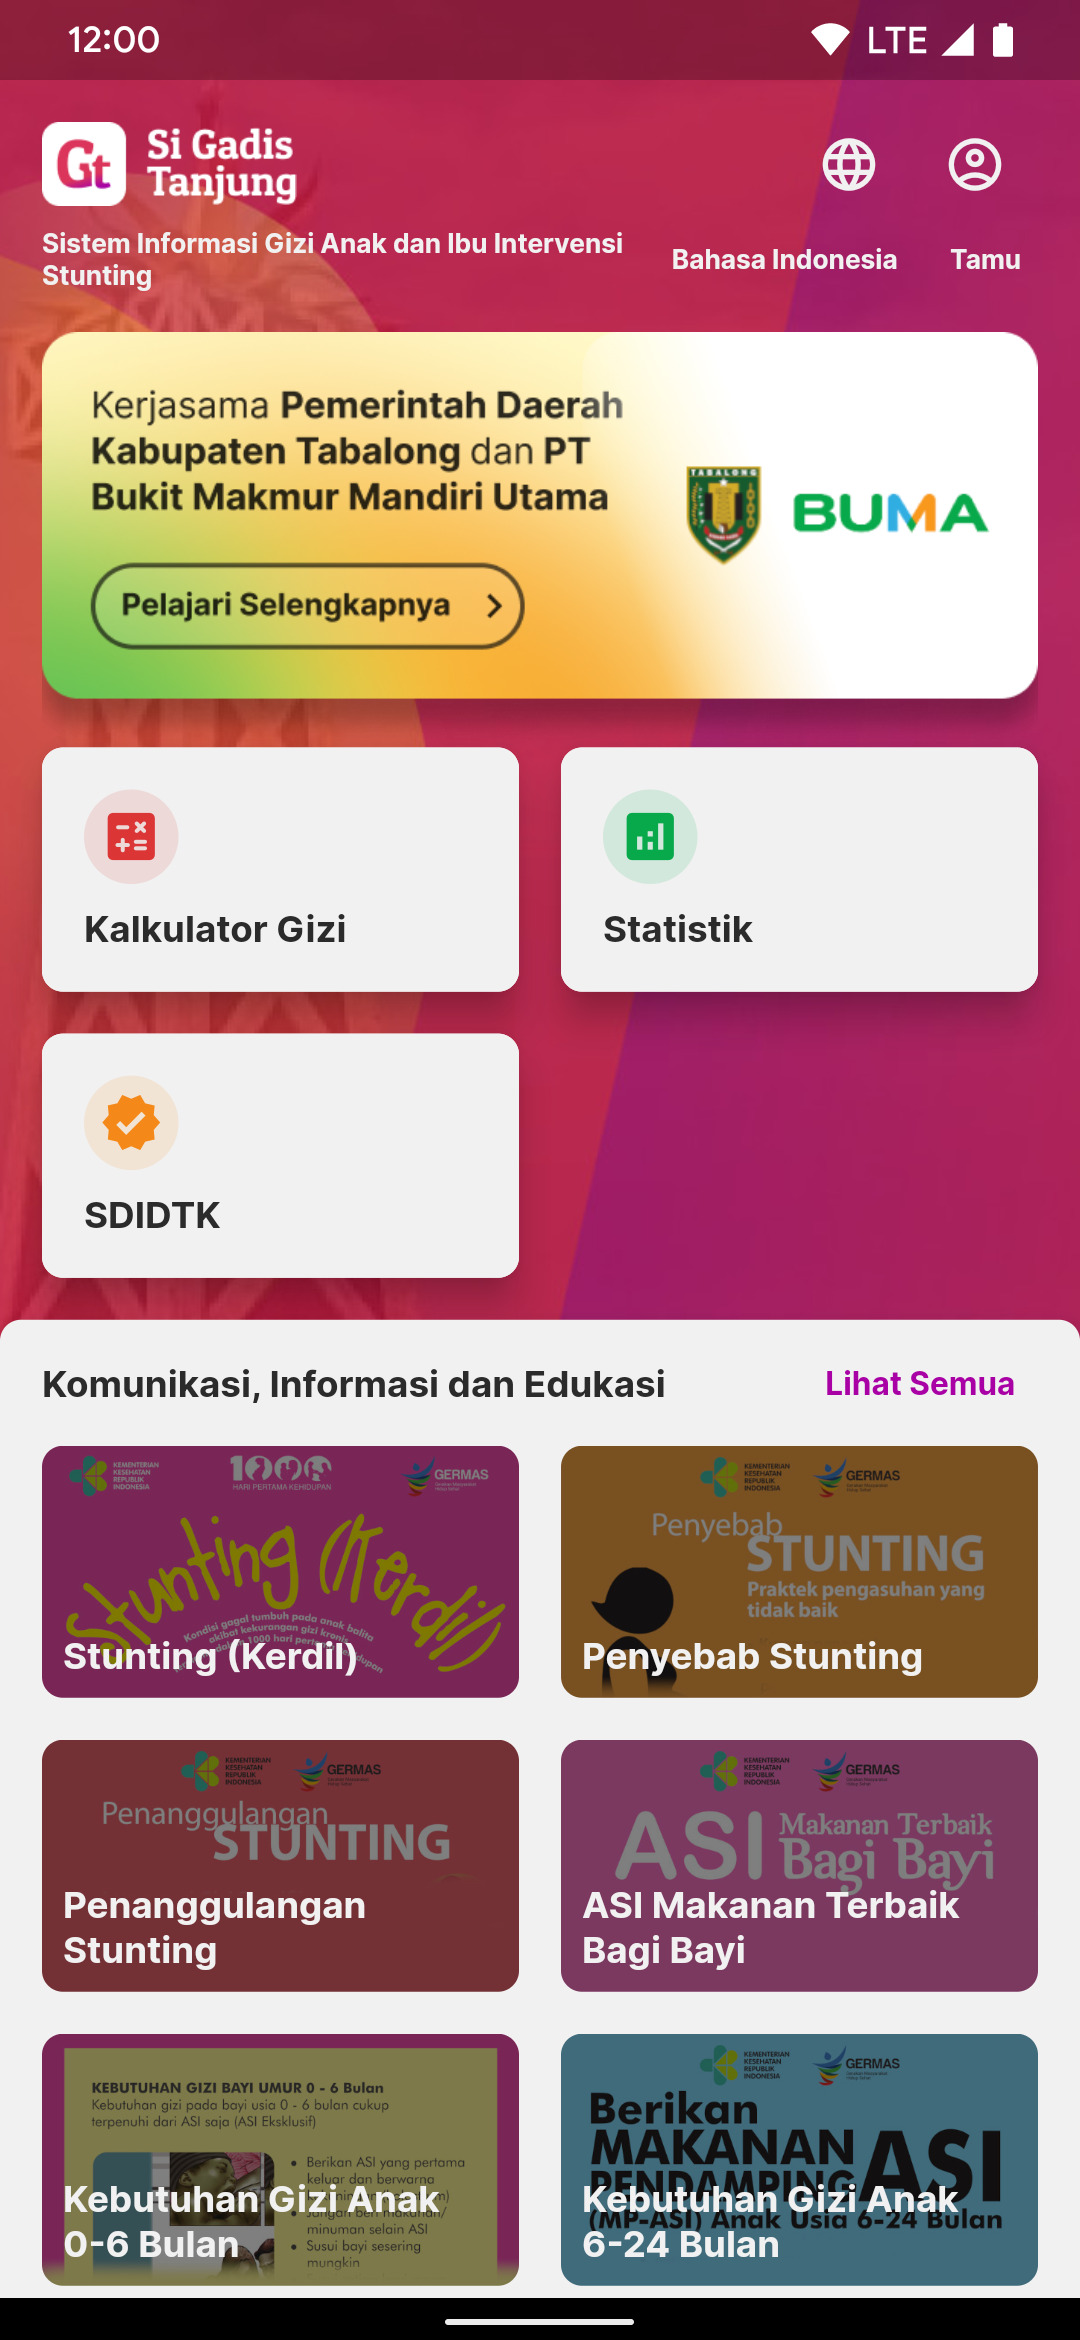 12:00
LTE
Gt
Si Gadis
Tanjung
Sistem Informasi Gizi Anak dan Ibu Intervensi
Stunting
Bahasa Indonesia
Tamu
Kerjasama Pemerintah Daerah
Kabupaten Tabalong dan PT
Bukit Makmur Mandiri Utama
TABALONG
BUMA
Pelajari Selengkapnya
Kalkulator Gizi
Statistik
SDIDTK
Komunikasi, Informasi dan Edukasi
Lihat Semua
KEMENTERIAN
KESEHATAN
REPUBLIK
INDONESIA
1000
HARI PERTAMA KEHIDUPAN
GERMAS
Stunting (Kerdil)
Kondisi gagal tumbuh pada anak balita
akibat kekurangan gizi kronis
Stunting (Kerdil)
KEMENTERIAN
KESEHATAN
REPUBLIK
INDONESIA
GERMAS
Penyebab
STUNTING
Praktek pengasuhan yang
tidak baik
Penyebab Stunting
KEMENTERIAN
KESEHATAN
REPUBLIK
INDONESIA
GERMAS
Penanggulangan
STUNTING
Penanggulangan
Stunting
KEMENTERIAN
KESEHATAN
REPUBLIK
INDONESIA
GERMAS
ASI Makanan Terbaik
Bagi Bayi
ASI Makanan Terbaik
Bagi Bayi
KEBUTUHAN GIZI BAYI UMUR 0 - 6 Bulan
Kebutuhan gizi pada bayi usia 0 - 6 bulan cukup
terpenuhi dari ASI saja (ASI Eksklusif)
• Berikan ASI yang pertama
keluar dan berwarna
• Jangan beri makanan/
minuman selain ASI
• Susui bayi sesering
mungkin
Kebutuhan Gizi Anak
0-6 Bulan
KEMENTERIAN
KESEHATAN
REPUBLIK
INDONESIA
GERMAS
Berikan
MAKANAN
PENDAMPING ASI
(MP-ASI) Anak Usia 6-24 Bulan
Kebutuhan Gizi Anak
6-24 Bulan